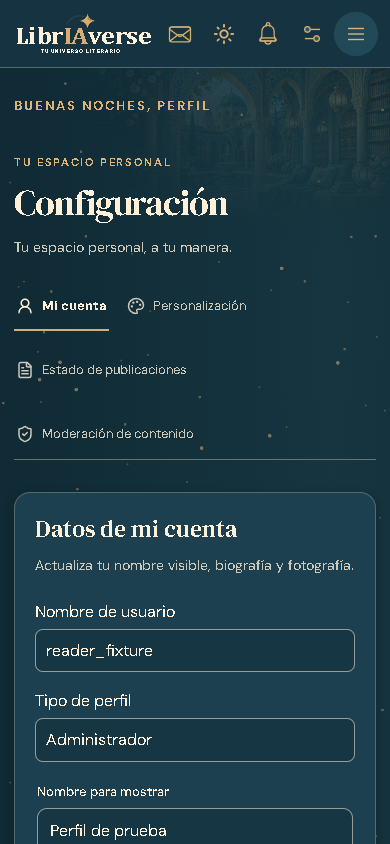 LibrIAverse
TU UNIVERSO LITERARIO
BUENAS NOCHES, PERFIL
TU ESPACIO PERSONAL
Configuración
Tu espacio personal, a tu manera.
Mi cuenta
Personalización
Estado de publicaciones
Moderación de contenido
Datos de mi cuenta
Actualiza tu nombre visible, biografía y fotografía.
Nombre de usuario
reader_fixture
Tipo de perfil
Administrador
Nombre para mostrar
Perfil de prueba